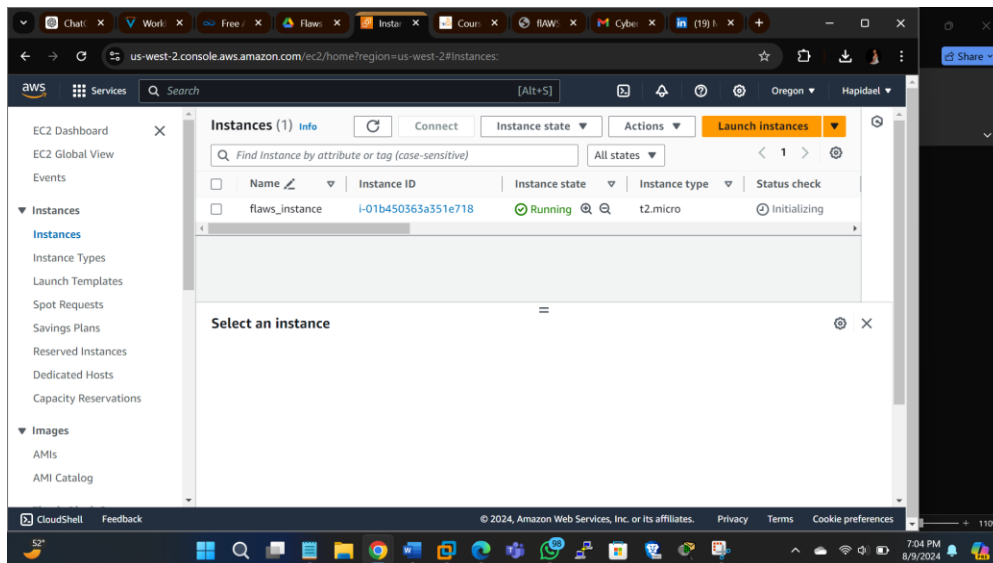 ChatC
Work
Free /
Flaws
Instar
Cours
flAWS
Cyber
(19) N
us-west-2.console.aws.amazon.com/ec2/home?region=us-west-2#Instances:
Share
aws
Services
Search
[Alt+S]
Oregon
Hapidael
EC2 Dashboard
EC2 Global View
Events
Instances
Instances
Instance Types
Launch Templates
Spot Requests
Savings Plans
Reserved Instances
Dedicated Hosts
Capacity Reservations
Images
AMIs
AMI Catalog
Instances (1) Info
Connect
Instance state
Actions
Launch instances
Find Instance by attribute or tag (case-sensitive)
All states
1
Name
Instance ID
Instance state
Instance type
Status check
flaws_instance
i-01b450363a351e718
Running
t2.micro
Initializing
Select an instance
CloudShell
Feedback
© 2024, Amazon Web Services, Inc. or its affiliates.
Privacy
Terms
Cookie preferences
110
52°
98
7:04 PM
8/9/2024